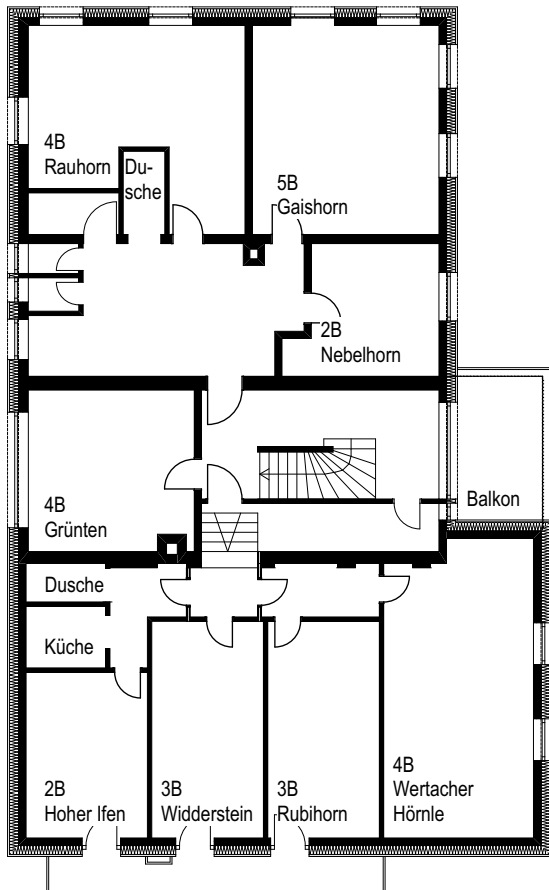 4B
Rauhorn
Du-
sche
5B
Gaishorn
2B
Nebelhorn
4B
Grünten
Balkon
Dusche
Küche
2B
Hoher Ifen
3B
Widderstein
3B
Rubihorn
4B
Wertacher
Hörnle